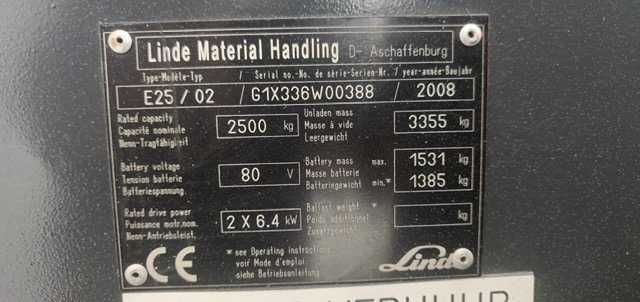 Linde Material Handling D- Aschaffenburg
Type-Modèle-Typ / Serial no.-No. de série-Serien-Nr. / year-année-Baujahr
E25 / 02 / G1X336W00388 / 2008
Rated capacity
Capacité nominale
Nenn-Tragfähigkeit
2500 kg
Unladen mass
Masse à vide
Leergewicht
3355 kg
Battery voltage
Tension batterie
Batteriespannung
80 V
Battery mass max.
Masse batterie
Batteriegewicht min.*
1531 kg
1385 kg
Rated drive power
Puissance motr.nom.
Nenn-Antriebsleist.
2 X 6.4 kW
Ballast weight *
Poids additionnel
Zusatzgewicht
kg
* see Operating instructions
voir Mode d'emploi
siehe Betriebsanleitung
CE
Linde